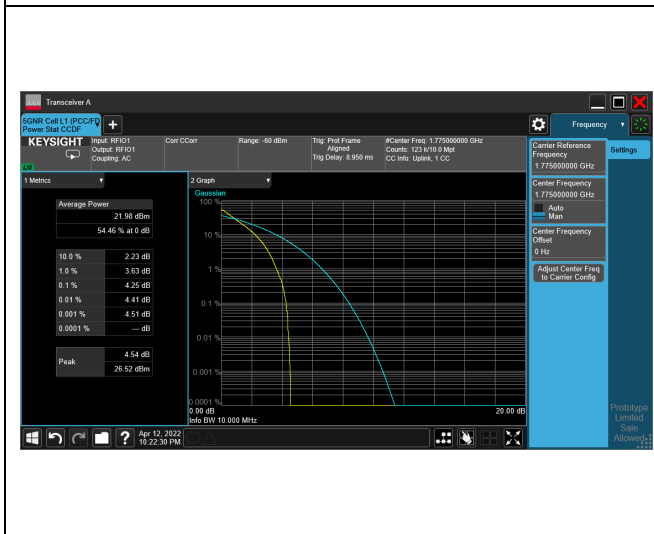 Transceiver A
5GNR Cell L1 (PCC/FD
Power Stat CCDF
Frequency
KEYSIGHT
Input: RFIO1
Output: RFIO1
Coupling: AC
Corr CCorr
Range: -60 dBm
Trig: Prot Frame
Aligned
Trig Delay: 8.950 ms
#Center Freq: 1.775000000 GHz
Counts: 123 k/10.0 Mpt
CC Info: Uplink, 1 CC
1 Metrics
Average Power
21.98 dBm
54.46 % at 0 dB
10.0 % 2.23 dB
1.0 % 3.63 dB
0.1 % 4.25 dB
0.01 % 4.41 dB
0.001 % 4.51 dB
0.0001 % --- dB
Peak
4.54 dB
26.52 dBm
2 Graph
Gaussian
100 %
10 %
1 %
0.1 %
0.01 %
0.001 %
0.0001 %
0.00 dB 20.00 dB
Info BW 10.000 MHz
Carrier Reference
Frequency
1.775000000 GHz
Center Frequency
1.775000000 GHz
Auto
Man
Center Frequency
Offset
0 Hz
Adjust Center Freq
to Carrier Config
Settings
Prototype
Limited
Sale
Allowed
?
Apr 12, 2022
10:22:30 PM